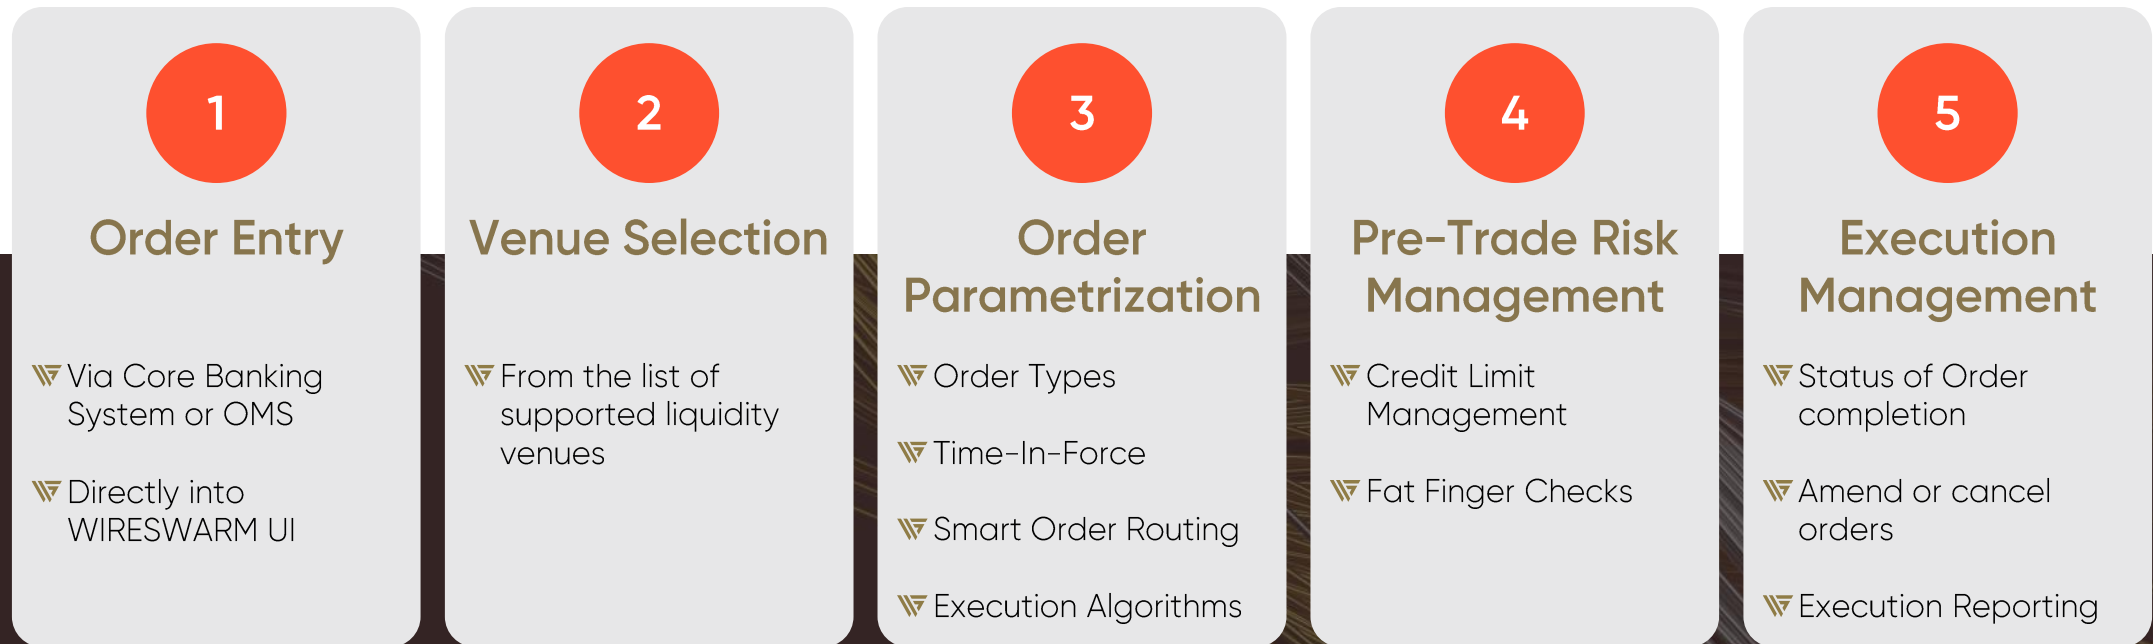 1
Order Entry
Via Core Banking
System or OMS
Directly into
WIRESWARM UI
2
Venue Selection
From the list of
supported liquidity
venues
3
Order
Parametrization
Order Types
Time-In-Force
Smart Order Routing
Execution Algorithms
4
Pre-Trade Risk
Management
Credit Limit
Management
Fat Finger Checks
5
Execution
Management
Status of Order
completion
Amend or cancel
orders
Execution Reporting